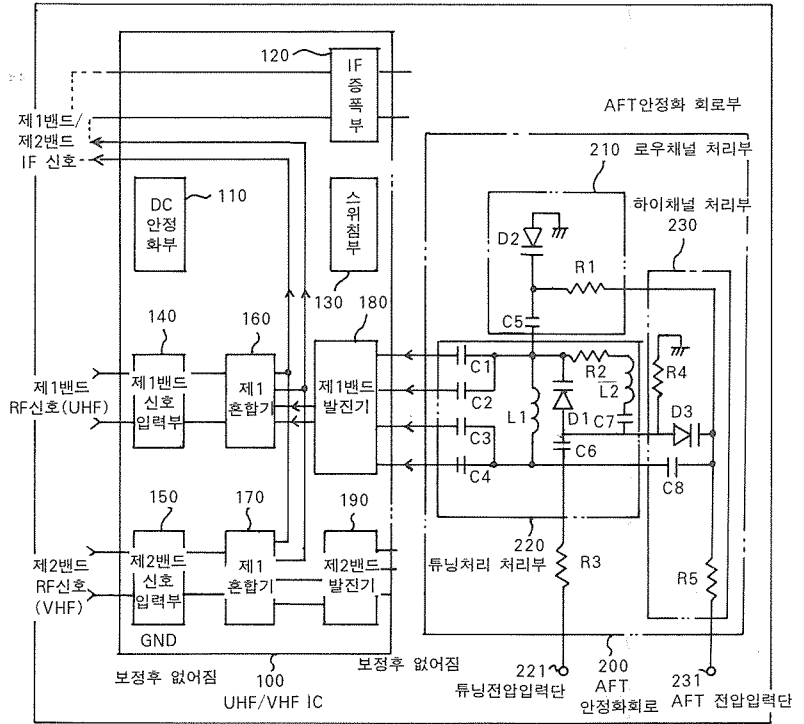 120
IF
증
폭
부
제1밴드/
제2밴드
IF 신호
AFT안정화 회로부
210 로우채널 처리부
하이채널 처리부
230
DC
안정
화부
110
스
위
칭
부
130
D2
R1
C5
140
160
180
제1밴드
RF신호(UHF)
제1밴드
신호
입력부
제1
혼합기
제1밴드
발진기
C1
C2
C3
C4
L1
R2
L2
D1
C7
C6
R4
D3
C8
150
170
190
제2밴드
RF신호
(VHF)
제2밴드
신호
입력부
제1
혼합기
제2밴드
발진기
220
튜닝처리 처리부
R3
R5
GND
보정후 없어짐
100
UHF/VHF IC
보정후 없어짐
221
튜닝전압입력단
200
AFT
안정화회로
231
AFT 전압입력단